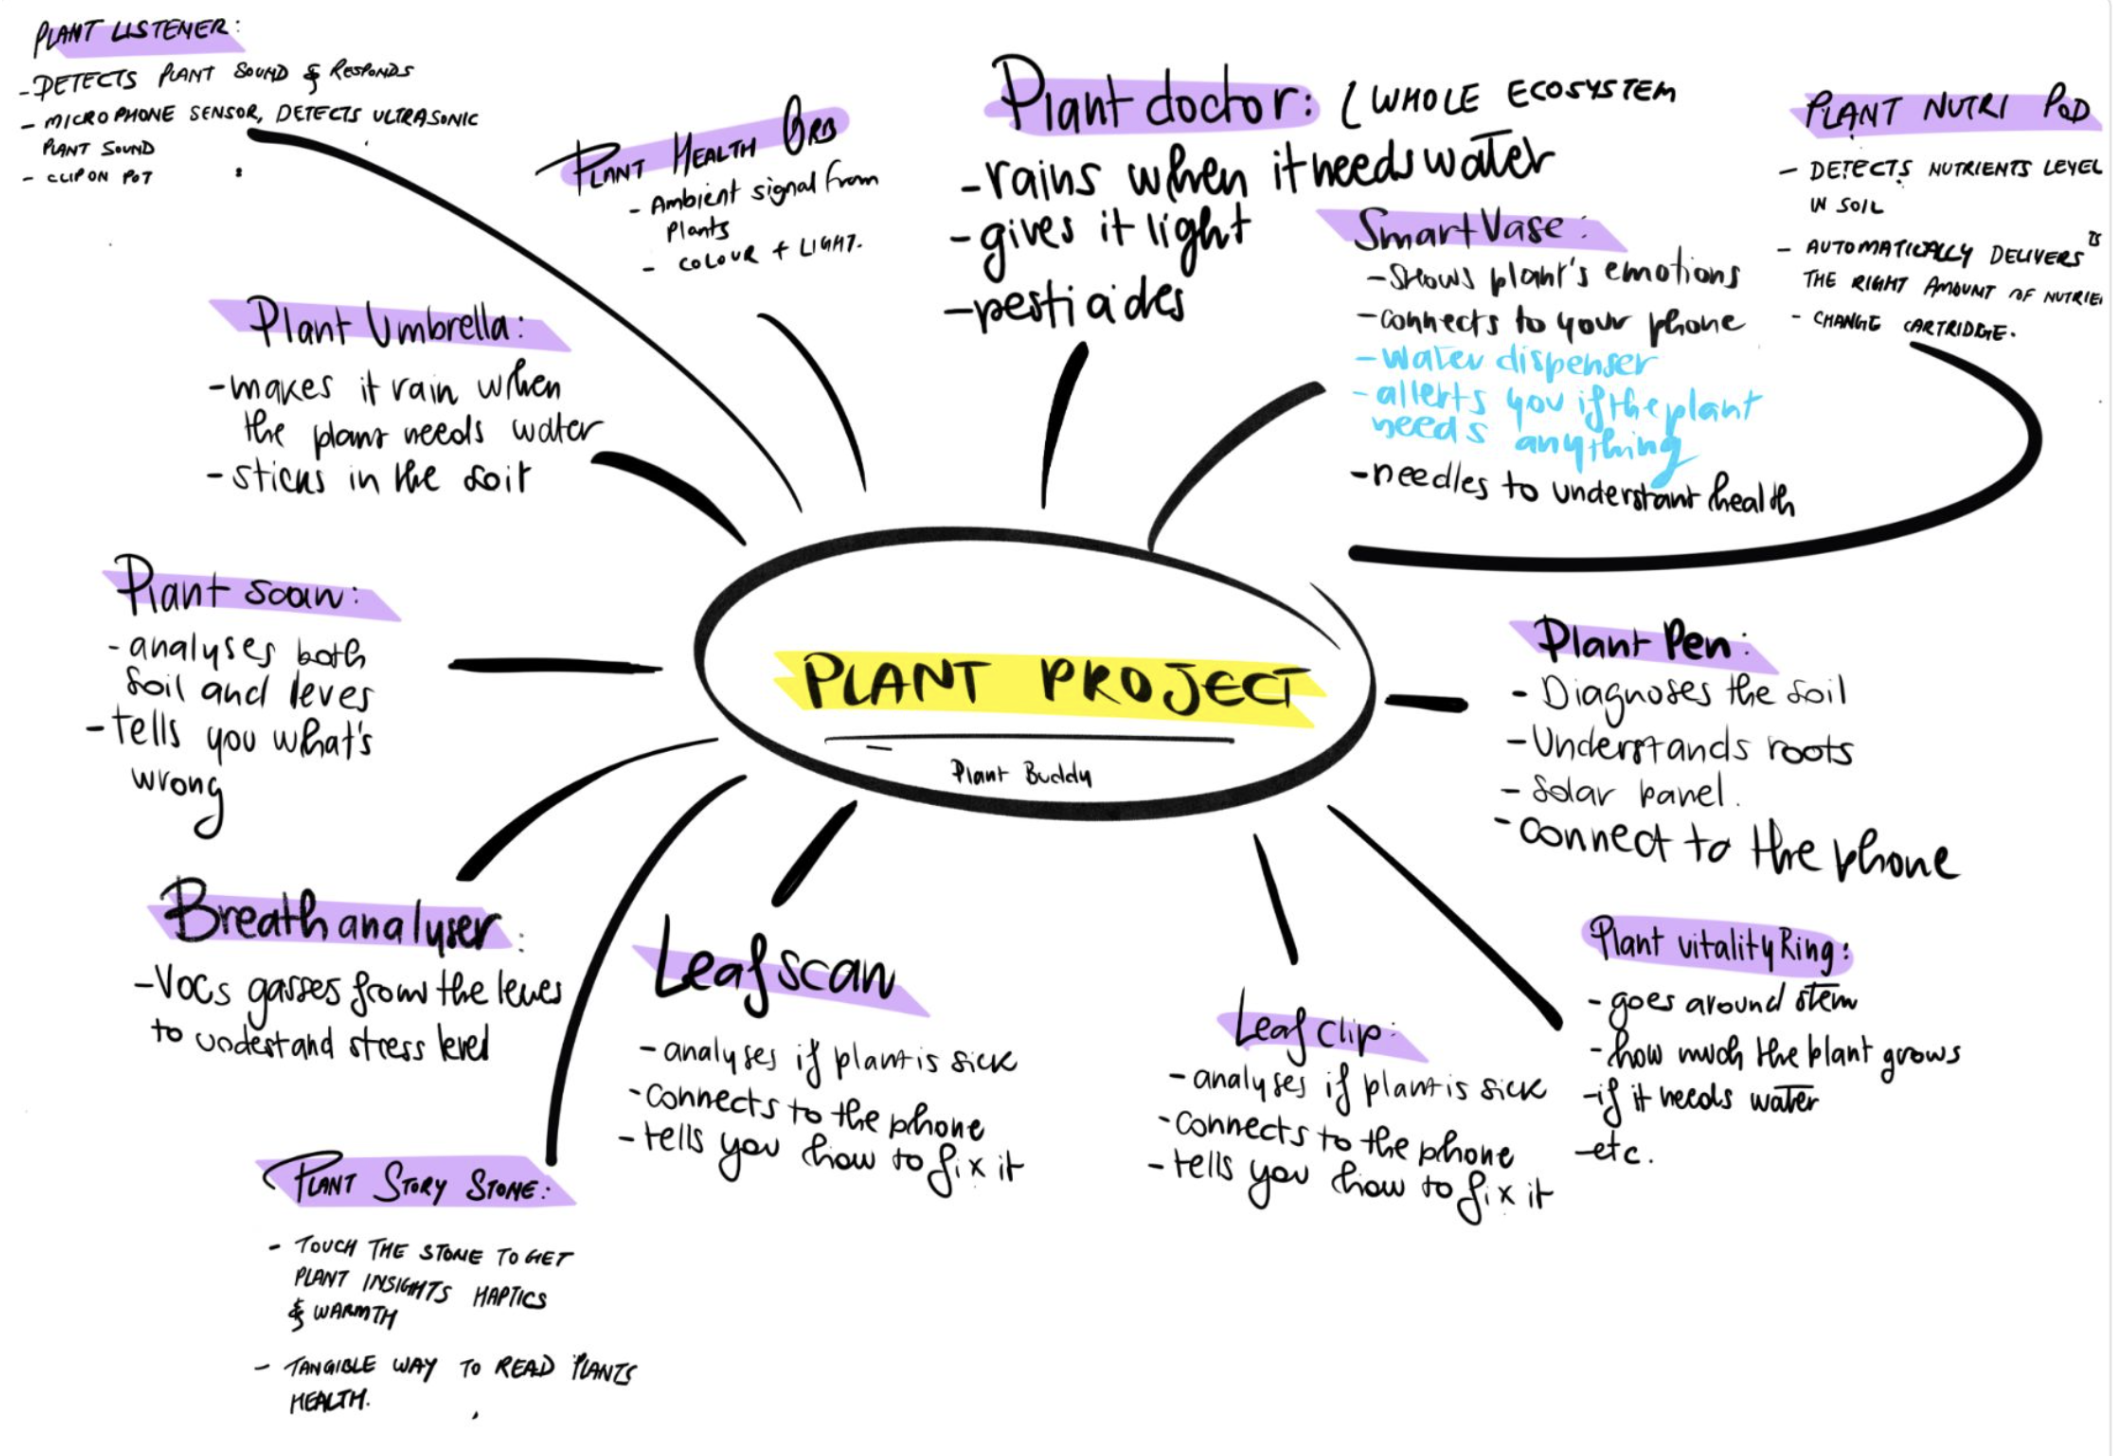 PLANT LISTENER:
- DETECTS PLANT SOUND & RESPONDS
- MICROPHONE SENSOR, DETECTS ULTRASONIC
PLANT SOUND
- CLIP ON POT
PLANT HEALTH ORB
- Ambient signal from
plants
- COLOUR + LIGHT.
Plant doctor: ( WHOLE ECOSYSTEM
- rains when it needs water
- gives it light
- pesticides
Smart Vase:
- Shows plant's emotions
- connects to your phone
- water dispenser
- allerts you if the plant
needs anything
- needles to understant health
PLANT NUTRI POD
- DETECTS NUTRIENTS LEVEL
IN SOIL
- AUTOMATICALLY DELIVERS
THE RIGHT AMOUNT OF NUTRIE
- CHANGE CARTRIDGE.
Plant Umbrella:
- makes it rain when
the plant needs water
- sticks in the soil
Plant scan:
- analyses both
soil and leves
- tells you what's
wrong
PLANT PROJECT
Plant Buddy
Plant Pen:
- Diagnoses the soil
- Understands roots
- Solar panel.
- connect to the phone
Breath analyser:
- VOCs gasses from the leves
to undestand stress level
Leaf scan
- analyses if plant is sick
- connects to the phone
- tells you how to fix it
Leaf clip:
- analyses if plant is sick
- connects to the phone
- tells you how to fix it
Plant vitality Ring:
- goes around stem
- how much the plant grows
- if it needs water
- etc.
PLANT STORY STONE:
- TOUCH THE STONE TO GET
PLANT INSIGHTS HAPTICS
& WARMTH
- TANGIBLE WAY TO READ PLANTS
HEALTH.